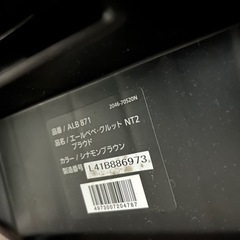 2046-70520N
品番 / ALB 871
品名 / エールベベ・クルット NT2
プラウド
カラー / シナモンブラウン
製造番号 L41B886973
4973007204767